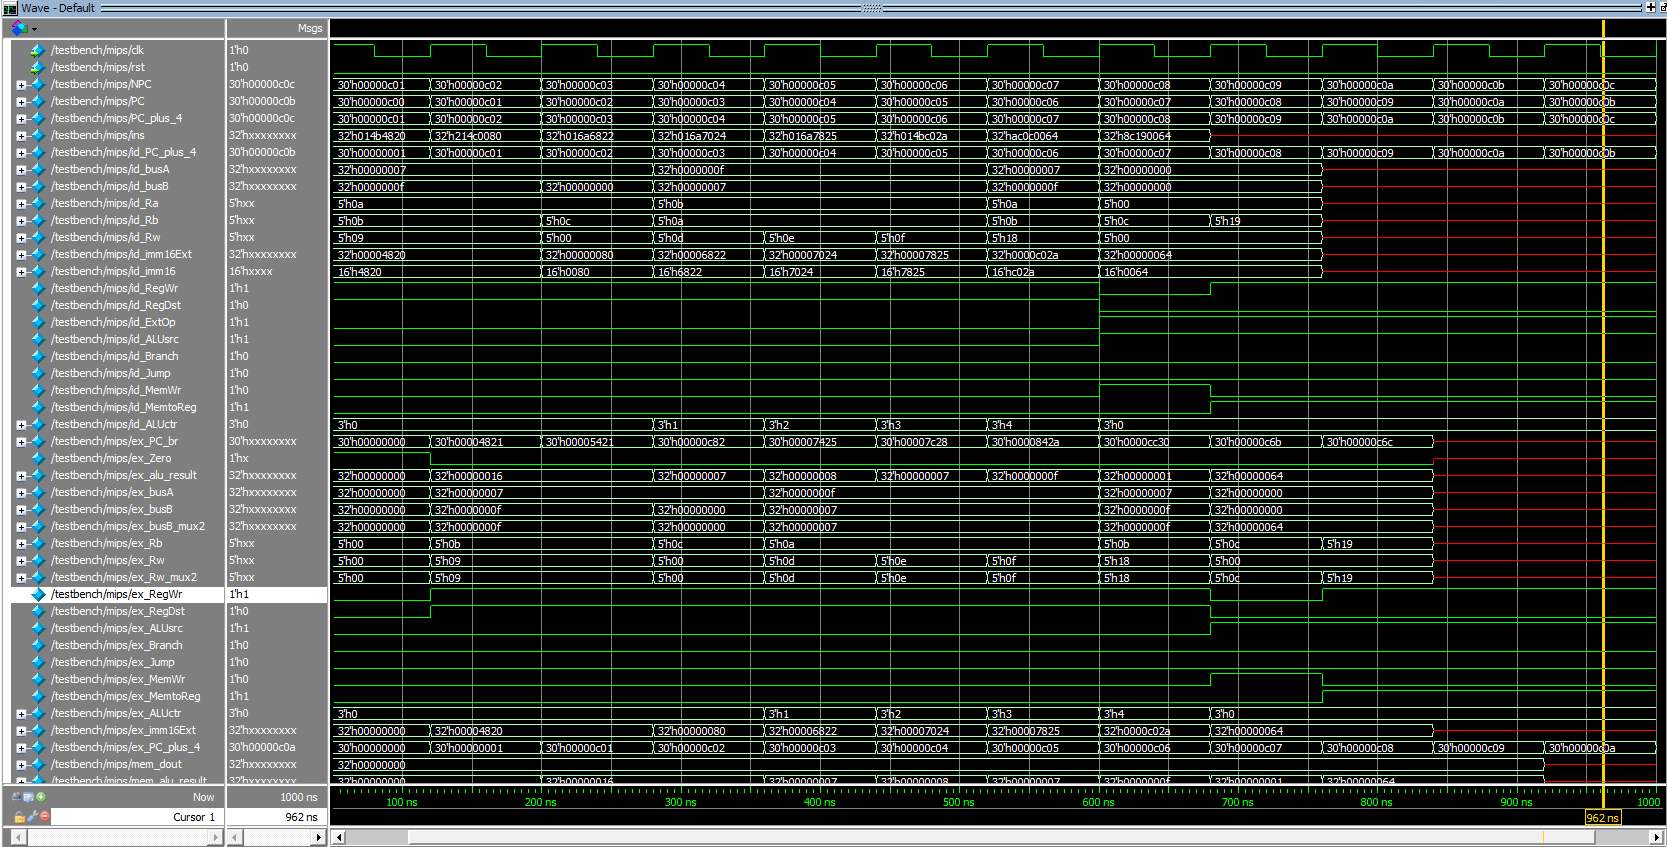 Wave - Default
Msgs
/testbench/mips/clk 1'h0
/testbench/mips/rst 1'h0
/testbench/mips/NPC 30'h00000c0c 30'h00000c01 30'h00000c02 30'h00000c03 30'h00000c04 30'h00000c05 30'h00000c06 30'h00000c07 30'h00000c08 30'h00000c09 30'h00000c0a 30'h00000c0b 30'h00000c0c
/testbench/mips/PC 30'h00000c0b 30'h00000c00 30'h00000c01 30'h00000c02 30'h00000c03 30'h00000c04 30'h00000c05 30'h00000c06 30'h00000c07 30'h00000c08 30'h00000c09 30'h00000c0a 30'h00000c0b
/testbench/mips/PC_plus_4 30'h00000c0c 30'h00000c01 30'h00000c02 30'h00000c03 30'h00000c04 30'h00000c05 30'h00000c06 30'h00000c07 30'h00000c08 30'h00000c09 30'h00000c0a 30'h00000c0b 30'h00000c0c
/testbench/mips/ins 32'hxxxxxxxx 32'h014b4820 32'h214c0080 32'h016a6822 32'h016a7024 32'h016a7825 32'h014bc02a 32'hac0c0064 32'h8c190064
/testbench/mips/id_PC_plus_4 30'h00000c0b 30'h00000001 30'h00000c01 30'h00000c02 30'h00000c03 30'h00000c04 30'h00000c05 30'h00000c06 30'h00000c07 30'h00000c08 30'h00000c09 30'h00000c0a 30'h00000c0b
/testbench/mips/id_busA 32'hxxxxxxxx 32'h00000007 32'h0000000f 32'h00000007 32'h00000000
/testbench/mips/id_busB 32'hxxxxxxxx 32'h0000000f 32'h00000000 32'h00000007 32'h0000000f 32'h00000000
/testbench/mips/id_Ra 5'hxx 5'h0a 5'h0b 5'h0a 5'h00
/testbench/mips/id_Rb 5'hxx 5'h0b 5'h0c 5'h0a 5'h0b 5'h0c 5'h19
/testbench/mips/id_Rw 5'hxx 5'h09 5'h00 5'h0d 5'h0e 5'h0f 5'h18 5'h00
/testbench/mips/id_imm16Ext 32'hxxxxxxxx 32'h00004820 32'h00000080 32'h00006822 32'h00007024 32'h00007825 32'h0000c02a 32'h00000064
/testbench/mips/id_imm16 16'hxxxx 16'h4820 16'h0080 16'h6822 16'h7024 16'h7825 16'hc02a 16'h0064
/testbench/mips/id_RegWr 1'h1
/testbench/mips/id_RegDst 1'h0
/testbench/mips/id_ExtOp 1'h1
/testbench/mips/id_ALUsrc 1'h1
/testbench/mips/id_Branch 1'h0
/testbench/mips/id_Jump 1'h0
/testbench/mips/id_MemWr 1'h0
/testbench/mips/id_MemtoReg 1'h1
/testbench/mips/id_ALUctr 3'h0 3'h0 3'h1 3'h2 3'h3 3'h4 3'h0
/testbench/mips/ex_PC_br 30'hxxxxxxxx 30'h00000000 30'h00004821 30'h00005421 30'h00000c82 30'h00007425 30'h00007c28 30'h0000842a 30'h0000cc30 30'h00000c6b 30'h00000c6c
/testbench/mips/ex_Zero 1'hx
/testbench/mips/ex_alu_result 32'hxxxxxxxx 32'h00000000 32'h00000016 32'h00000007 32'h00000008 32'h00000007 32'h0000000f 32'h00000001 32'h00000064
/testbench/mips/ex_busA 32'hxxxxxxxx 32'h00000000 32'h00000007 32'h0000000f 32'h00000007 32'h00000000
/testbench/mips/ex_busB 32'hxxxxxxxx 32'h00000000 32'h0000000f 32'h00000000 32'h00000007 32'h0000000f 32'h00000000
/testbench/mips/ex_busB_mux2 32'hxxxxxxxx 32'h00000000 32'h0000000f 32'h00000000 32'h00000007 32'h0000000f 32'h00000064
/testbench/mips/ex_Rb 5'hxx 5'h00 5'h0b 5'h0c 5'h0a 5'h0b 5'h0c 5'h19
/testbench/mips/ex_Rw 5'hxx 5'h00 5'h09 5'h00 5'h0d 5'h0e 5'h0f 5'h18 5'h00
/testbench/mips/ex_Rw_mux2 5'hxx 5'h00 5'h09 5'h00 5'h0d 5'h0e 5'h0f 5'h18 5'h0c 5'h19
/testbench/mips/ex_RegWr 1'h1
/testbench/mips/ex_RegDst 1'h0
/testbench/mips/ex_ALUsrc 1'h1
/testbench/mips/ex_Branch 1'h0
/testbench/mips/ex_Jump 1'h0
/testbench/mips/ex_MemWr 1'h0
/testbench/mips/ex_MemtoReg 1'h1
/testbench/mips/ex_ALUctr 3'h0 3'h0 3'h1 3'h2 3'h3 3'h4 3'h0
/testbench/mips/ex_imm16Ext 32'hxxxxxxxx 32'h00000000 32'h00004820 32'h00000080 32'h00006822 32'h00007024 32'h00007825 32'h0000c02a 32'h00000064
/testbench/mips/ex_PC_plus_4 30'h00000c0a 30'h00000000 30'h00000001 30'h00000c01 30'h00000c02 30'h00000c03 30'h00000c04 30'h00000c05 30'h00000c06 30'h00000c07 30'h00000c08 30'h00000c09 30'h00000c0a
/testbench/mips/mem_dout 32'hxxxxxxxx 32'h00000000
/testbench/mips/mem_alu_result 32'hxxxxxxxx 32'h00000000 32'h00000016 32'h00000007 32'h00000008 32'h00000007 32'h0000000f 32'h00000001 32'h00000064
Now 1000 ns 100 ns 200 ns 300 ns 400 ns 500 ns 600 ns 700 ns 800 ns 900 ns 1000
Cursor 1 962 ns 962 ns